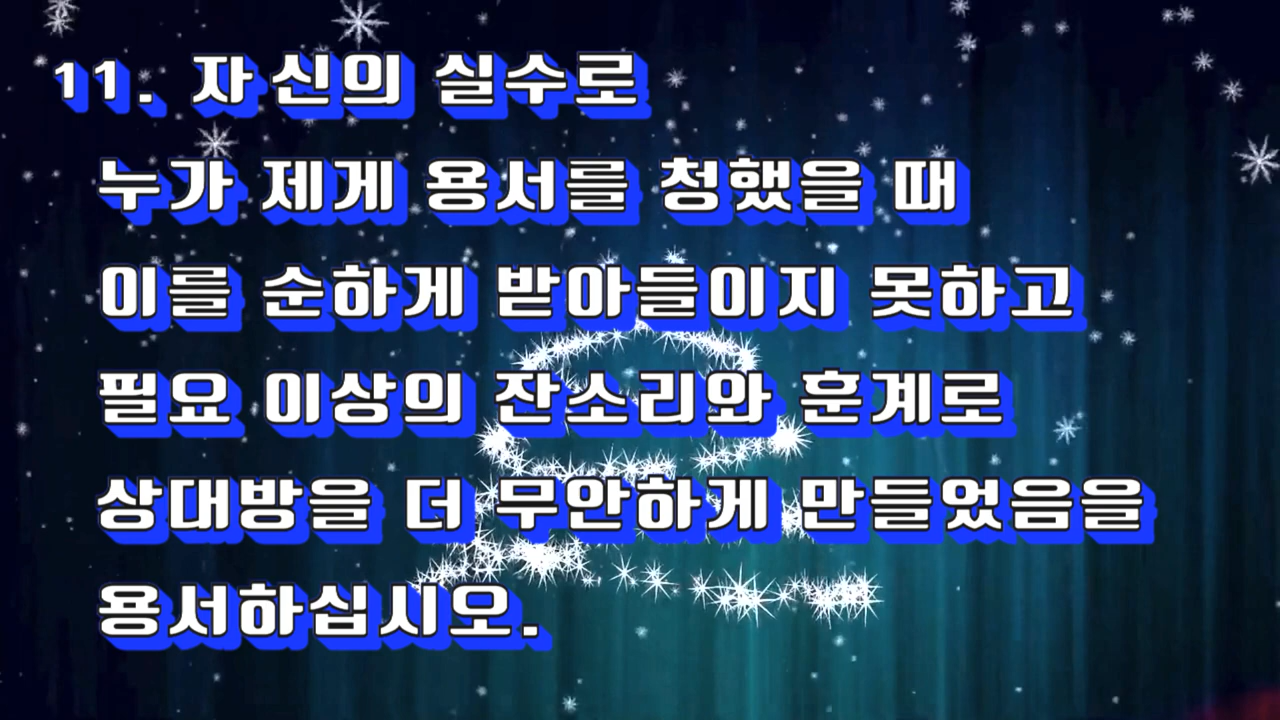 11. 자신의 실수로
누가 제게 용서를 청했을 때
이를 순하게 받아들이지 못하고
필요 이상의 잔소리와 훈계로
상대방을 더 무안하게 만들었음을
용서하십시오.